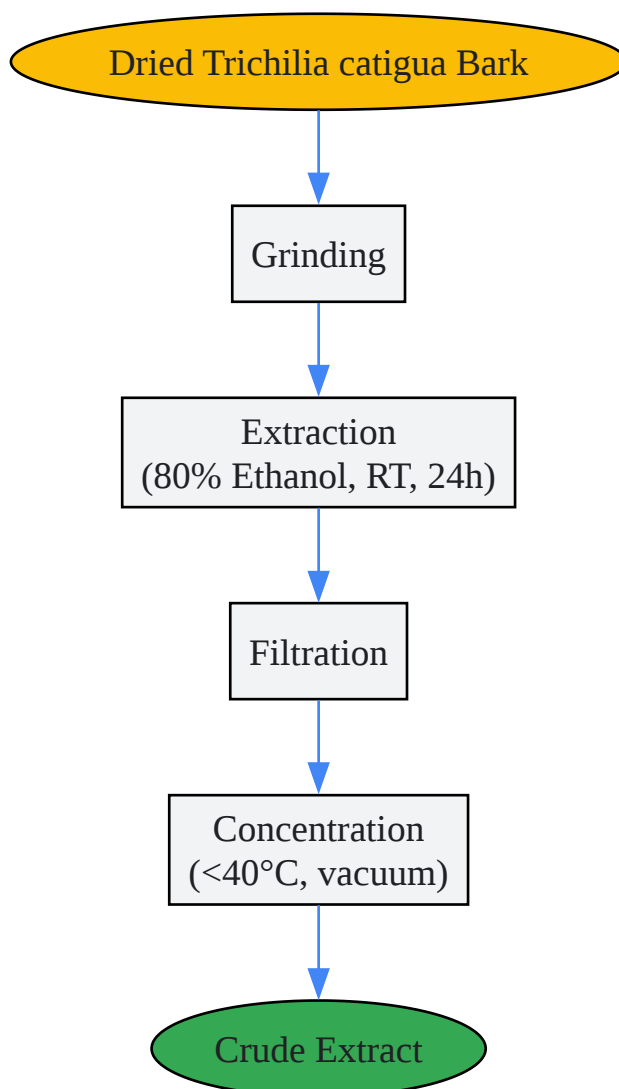 Dried Trichilia catigua Bark
Grinding
Extraction
(80% Ethanol, RT, 24h)
Filtration
Concentration
(<40°C, vacuum)
Crude Extract